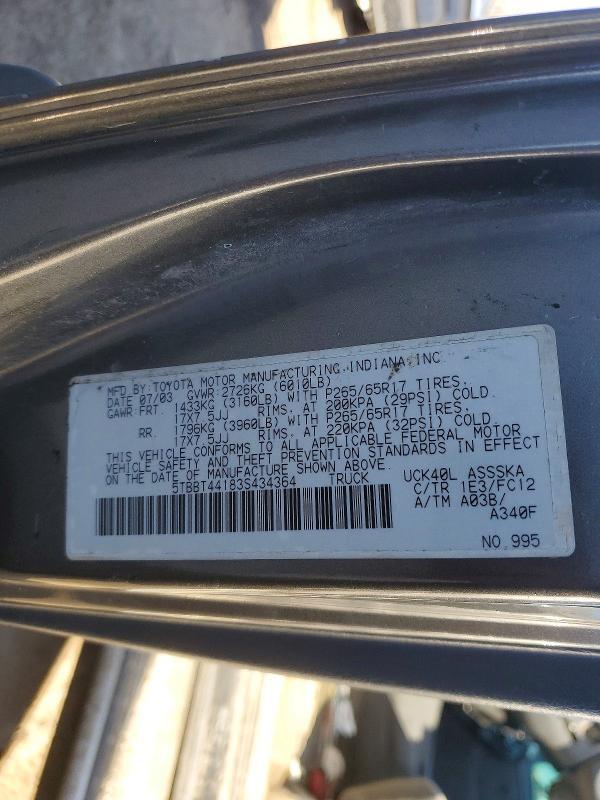 MFD BY:TOYOTA MOTOR MANUFACTURING,INDIANA,INC
DATE 07/03 GVWR 2726KG (6010LB)
GAWR:FRT. 1433KG (3160LB) WITH P265/65R17 TIRES,
17X7.5JJ RIMS, AT 200KPA (29PSI) COLD
RR. 1796KG (3960LB) WITH P265/65R17 TIRES,
17X7.5JJ RIMS, AT 220KPA (32PSI) COLD
THIS VEHICLE CONFORMS TO ALL APPLICABLE FEDERAL MOTOR
VEHICLE SAFETY AND THEFT PREVENTION STANDARDS IN EFFECT
ON THE DATE OF MANUFACTURE SHOWN ABOVE.
5TBBT44183S434364 TRUCK
UCK40L ASSSKA
C/TR 1E3/FC12
A/TM A03B/
A340F
NO.995